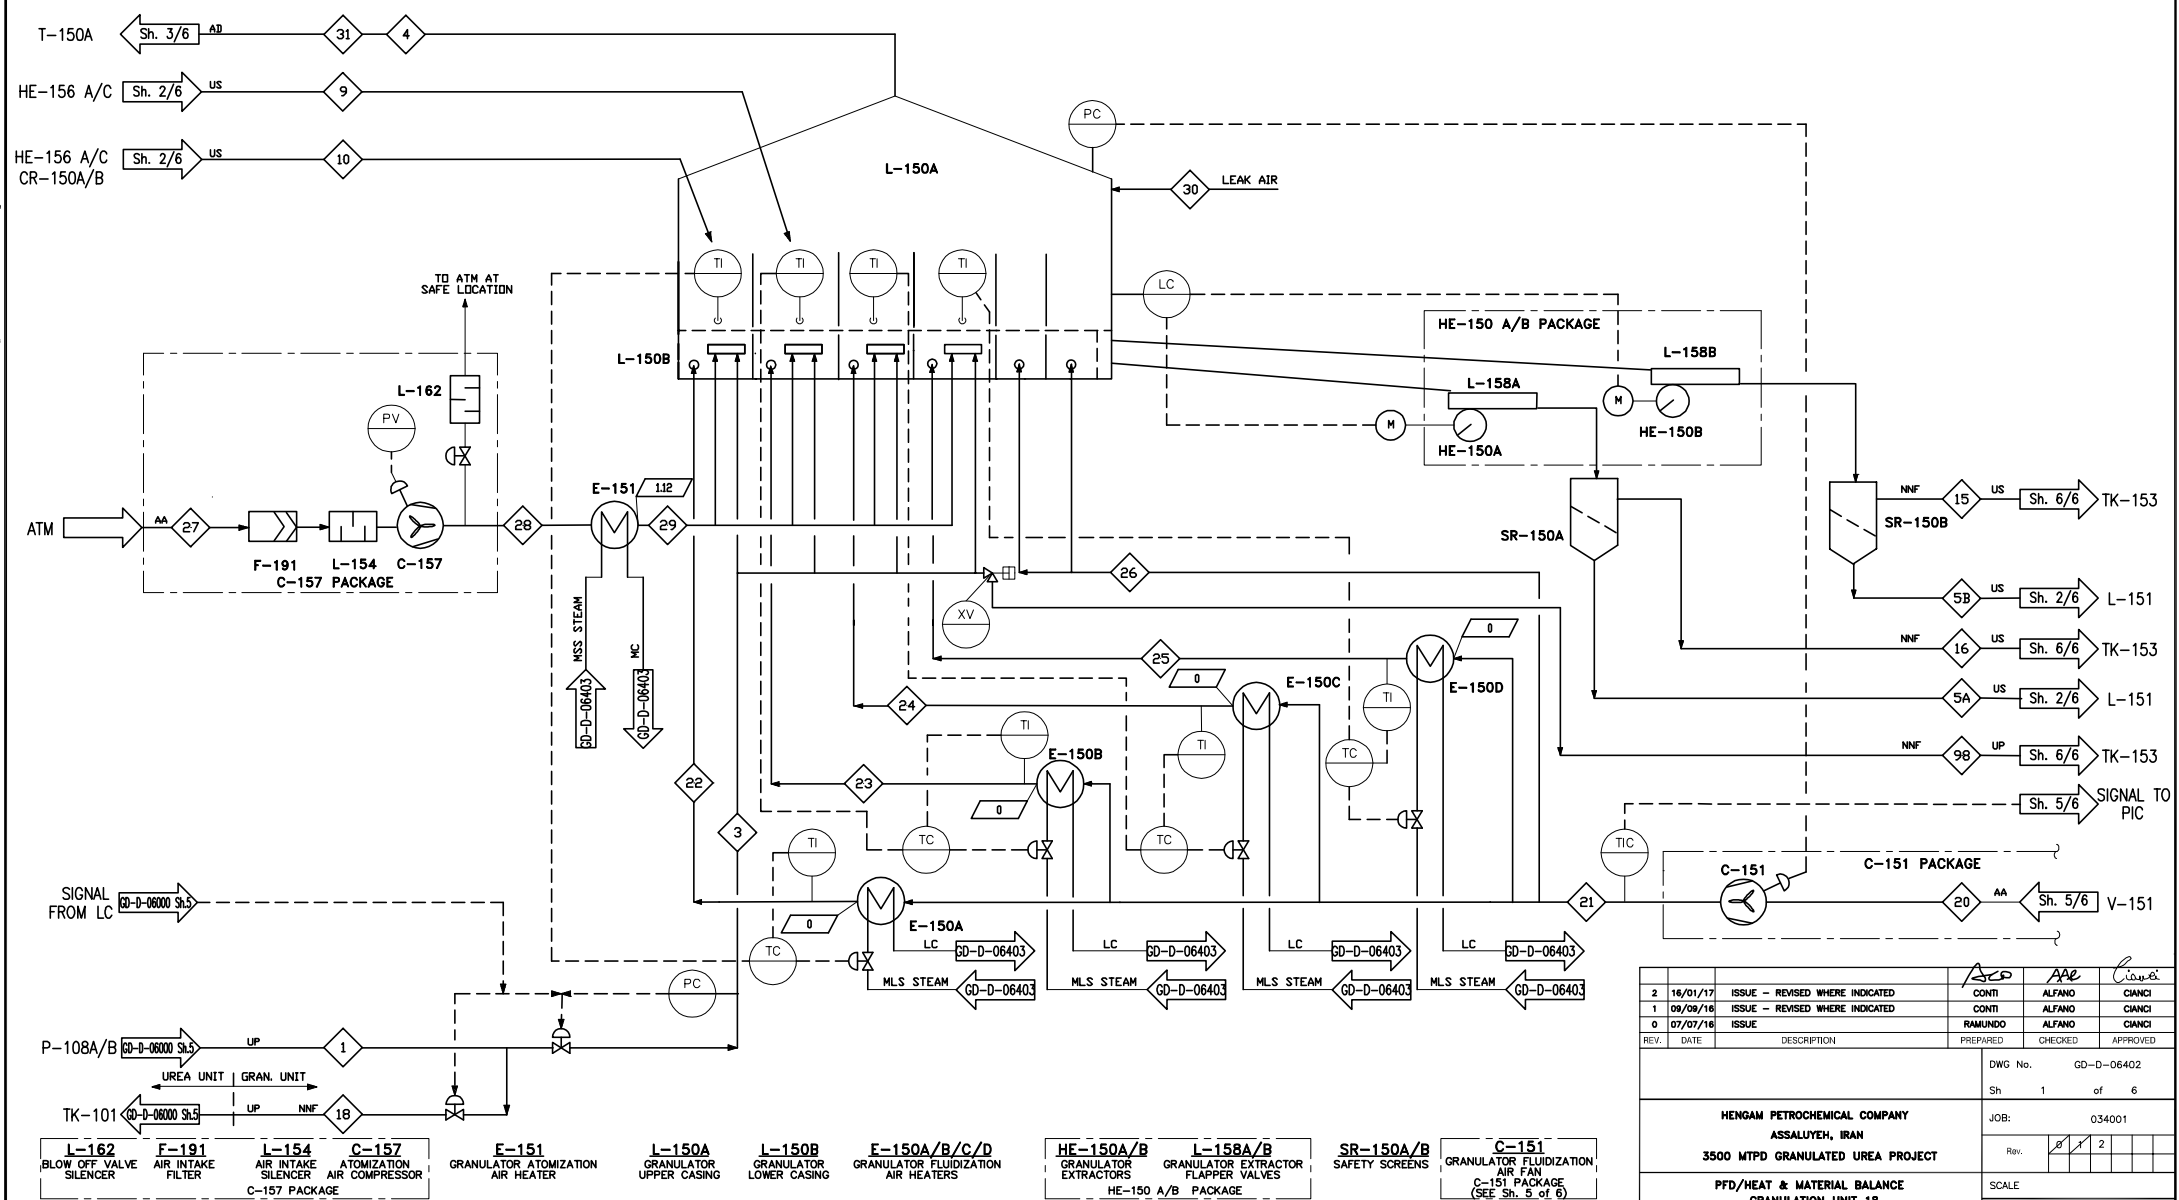 T-150A
Sh. 3/6
AD
31
4
HE-156 A/C
Sh. 2/6
US
9
HE-156 A/C
CR-150A/B
Sh. 2/6
US
10
PC
L-150A
30
LEAK AIR
TI
TI
TI
TI
LC
TO ATM AT
SAFE LOCATION
HE-150 A/B PACKAGE
L-150B
L-158B
L-158A
M
M
HE-150B
HE-150A
L-162
PV
E-151
1.12
ATM
AA
27
28
29
F-191
L-154
C-157
C-157 PACKAGE
NNF
15
US
Sh. 6/6
TK-153
SR-150A
SR-150B
26
XV
5B
US
Sh. 2/6
L-151
MSS STEAM
MC
GD-D-06403
GD-D-06403
25
0
E-150D
NNF
16
US
Sh. 6/6
TK-153
0
E-150C
24
TI
5A
US
Sh. 2/6
L-151
TI
TI
TC
NNF
98
UP
Sh. 6/6
TK-153
22
23
E-150B
0
Sh. 5/6
SIGNAL TO
PIC
3
TI
TC
TC
TIC
C-151 PACKAGE
C-151
SIGNAL
FROM LC
GD-D-06000 Sh.5
0
E-150A
21
20
AA
Sh. 5/6
V-151
TC
LC
GD-D-06403
LC
GD-D-06403
LC
GD-D-06403
LC
GD-D-06403
PC
MLS STEAM
GD-D-06403
MLS STEAM
GD-D-06403
MLS STEAM
GD-D-06403
MLS STEAM
GD-D-06403
P-108A/B
GD-D-06000 Sh.5
UP
1
UREA UNIT
GRAN. UNIT
TK-101
GD-D-06000 Sh.5
UP
NNF
18
L-162
BLOW OFF VALVE
SILENCER
F-191
AIR INTAKE
FILTER
L-154
AIR INTAKE
SILENCER
C-157
ATOMIZATION
AIR COMPRESSOR
C-157 PACKAGE
E-151
GRANULATOR ATOMIZATION
AIR HEATER
L-150A
GRANULATOR
UPPER CASING
L-150B
GRANULATOR
LOWER CASING
E-150A/B/C/D
GRANULATOR FLUIDIZATION
AIR HEATERS
HE-150A/B
GRANULATOR
EXTRACTORS
L-158A/B
GRANULATOR EXTRACTOR
FLAPPER VALVES
HE-150 A/B PACKAGE
SR-150A/B
SAFETY SCREENS
C-151
GRANULATOR FLUIDIZATION
AIR FAN
C-151 PACKAGE
(SEE Sh. 5 of 6)
2 16/01/17 ISSUE - REVISED WHERE INDICATED CONTI ALFANO CIANCI
1 09/09/16 ISSUE - REVISED WHERE INDICATED CONTI ALFANO CIANCI
0 07/07/16 ISSUE RAMUNDO ALFANO CIANCI
REV. DATE DESCRIPTION PREPARED CHECKED APPROVED
DWG No. GD-D-06402
Sh 1 of 6
HENGAM PETROCHEMICAL COMPANY
ASSALUYEH, IRAN
3500 MTPD GRANULATED UREA PROJECT
JOB: 034001
Rev. 0 1 2
PFD/HEAT & MATERIAL BALANCE
GRANULATION UNIT 18
SCALE